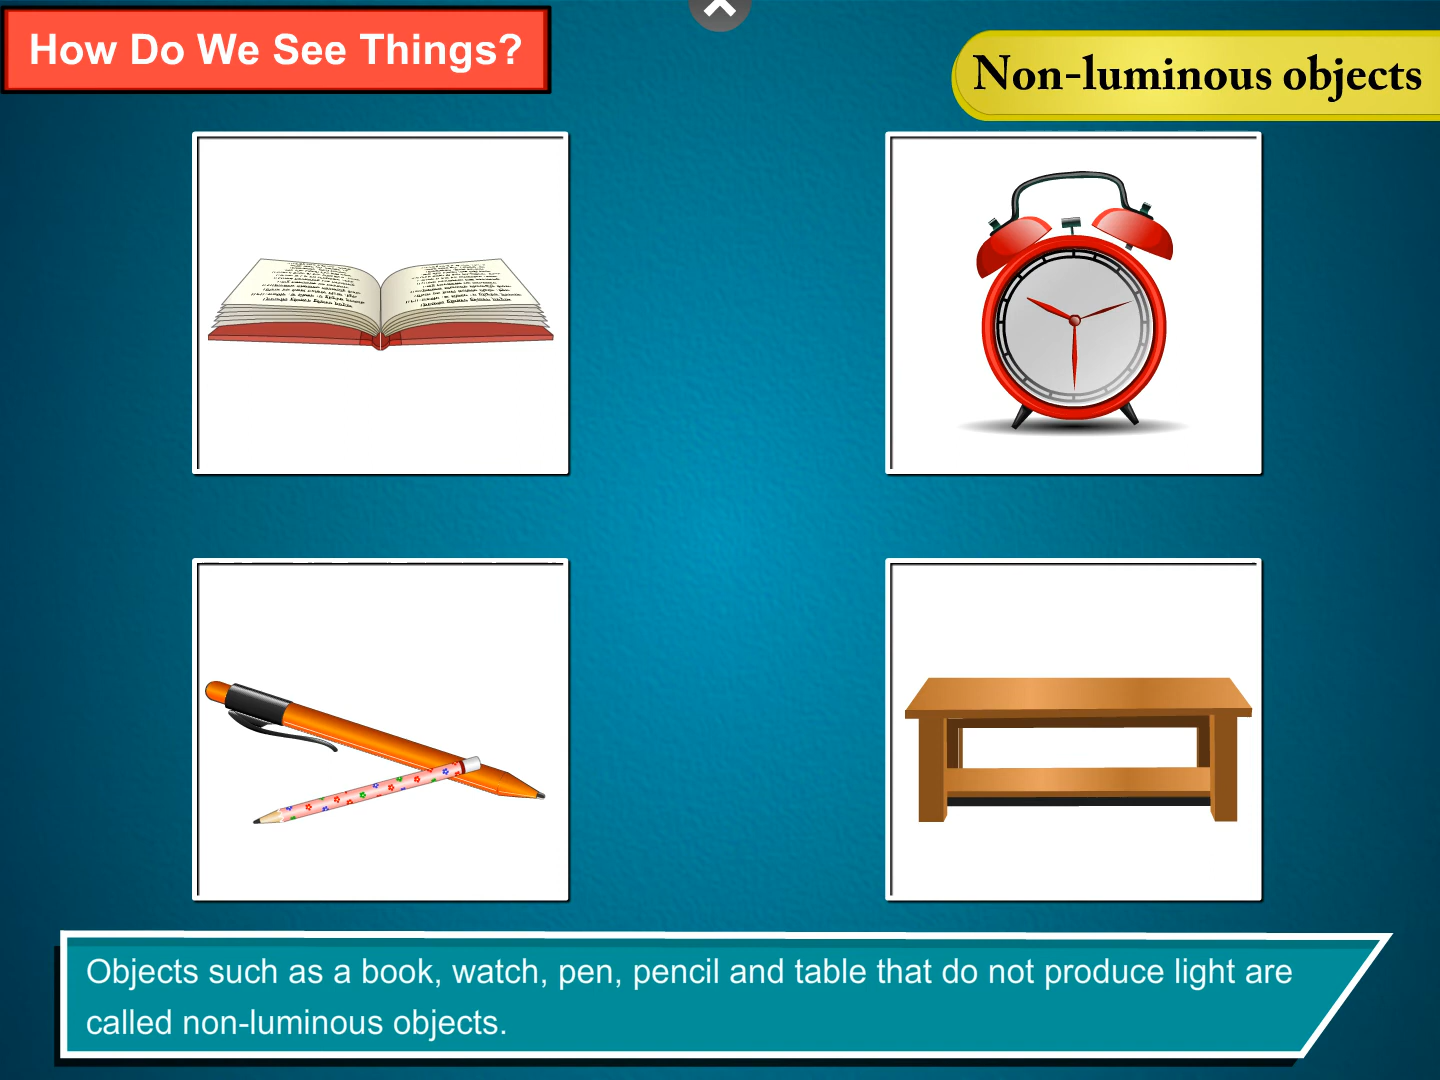 How Do We See Things?
Non-luminous objects
Objects such as a book, watch, pen, pencil and table that do not produce light are
called non-luminous objects.